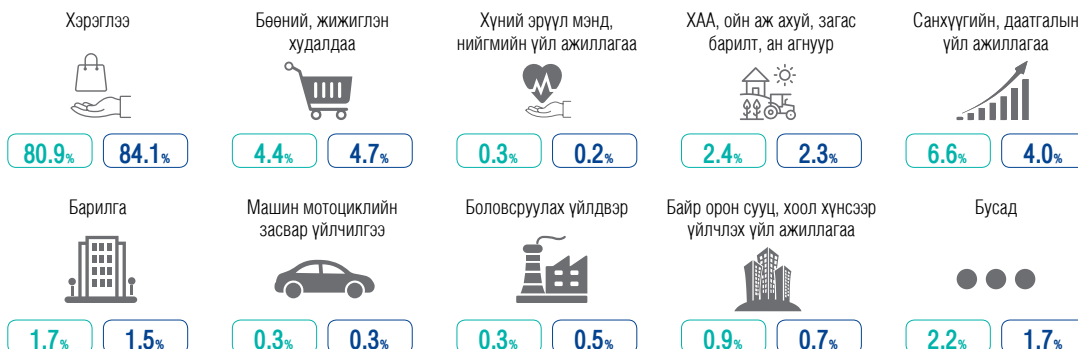 Хэрэглээ
80.9% 84.1%
Бөөний, жижиглэн
худалдаа
4.4% 4.7%
Хүний эрүүл мэнд,
нийгмийн үйл ажиллагаа
0.3% 0.2%
ХАА, ойн аж ахуй, загас
барилт, ан агнуур
2.4% 2.3%
Санхүүгийн, даатгалын
үйл ажиллагаа
6.6% 4.0%
Барилга
1.7% 1.5%
Машин мотоциклийн
засвар үйлчилгээ
0.3% 0.3%
Боловсруулах үйлдвэр
0.3% 0.5%
Байр орон сууц, хоол хүнсээр
үйлчлэх үйл ажиллагаа
0.9% 0.7%
Бусад
2.2% 1.7%